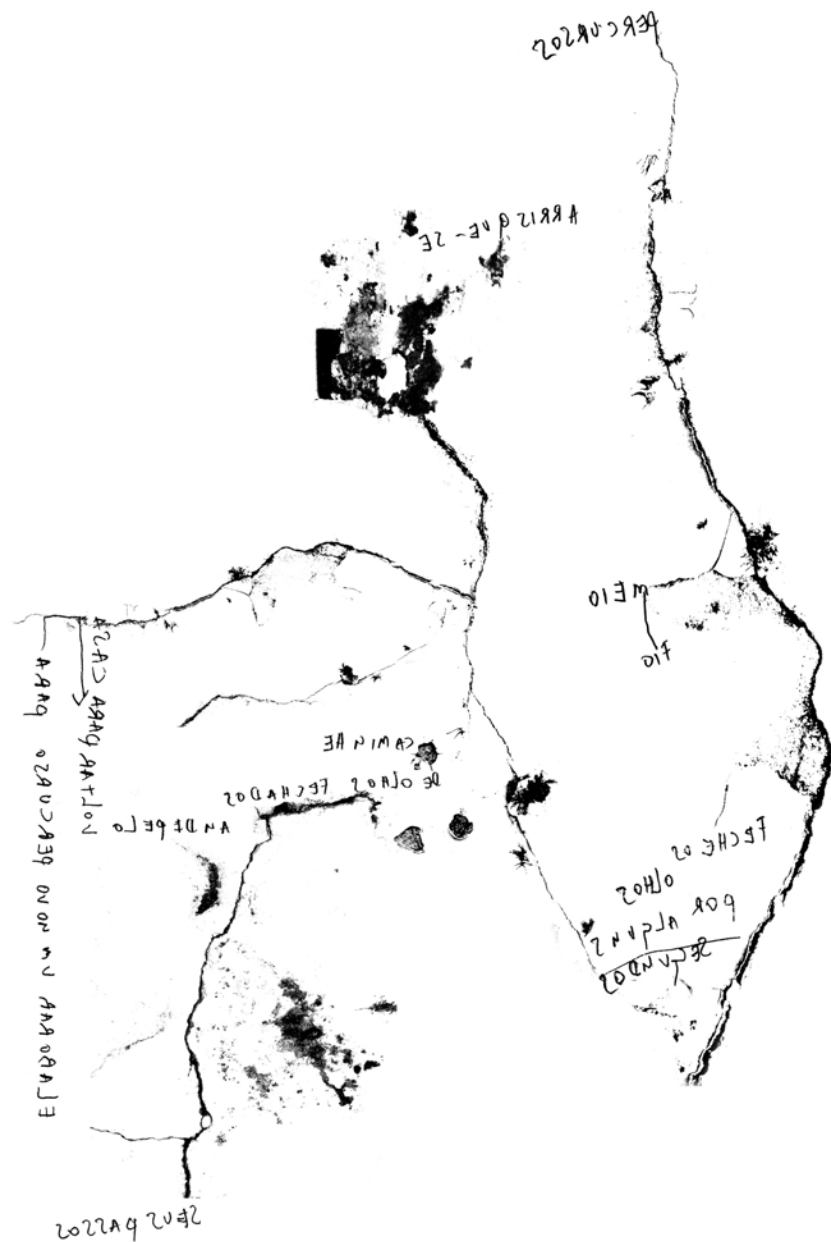 PERCURSOS
ARRISQUE-SE
MEIO
FIO
CAMINHE
DE OLHOS FECHADOS
ANDE PELO
FECHE OS
OLHOS
POR ALGUNS
SEGUNDOS
ELABORAR UM NOVO PERCURSO PARA
VOLTAR PARA CASA
SEUS PASSOS